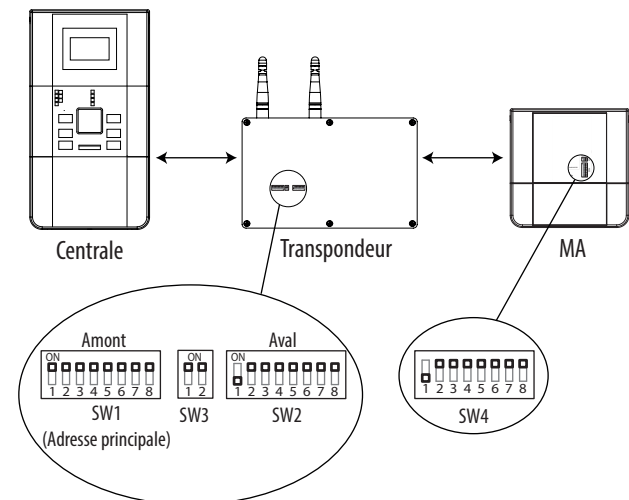 Centrale
Transpondeur
MA
Amont
Aval
ON
ON
ON
1 2 3 4 5 6 7 8
1 2
1 2 3 4 5 6 7 8
1 2 3 4 5 6 7 8
SW1
SW3
SW2
SW4
(Adresse principale)